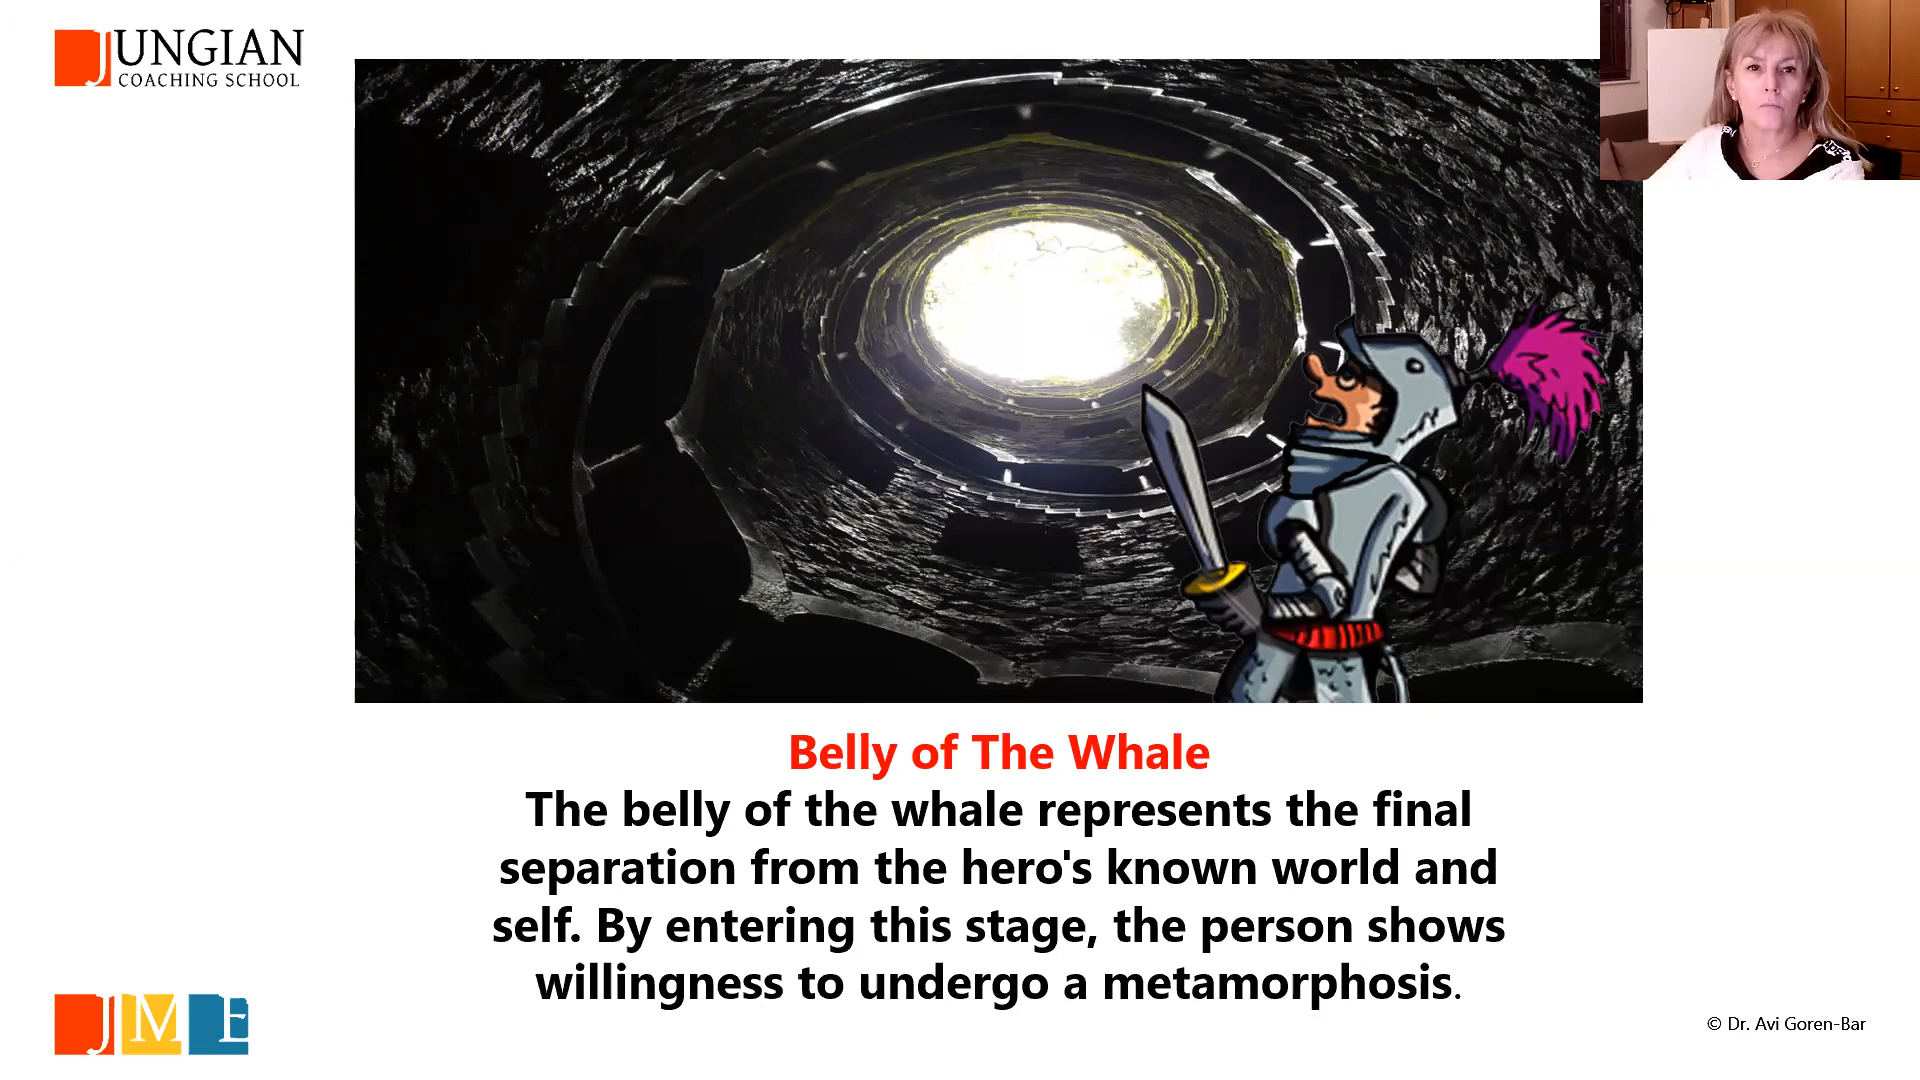 JUNGIAN
COACHING SCHOOL
Belly of The Whale
The belly of the whale represents the final
separation from the hero's known world and
self. By entering this stage, the person shows
willingness to undergo a metamorphosis.
JME
© Dr. Avi Goren-Bar